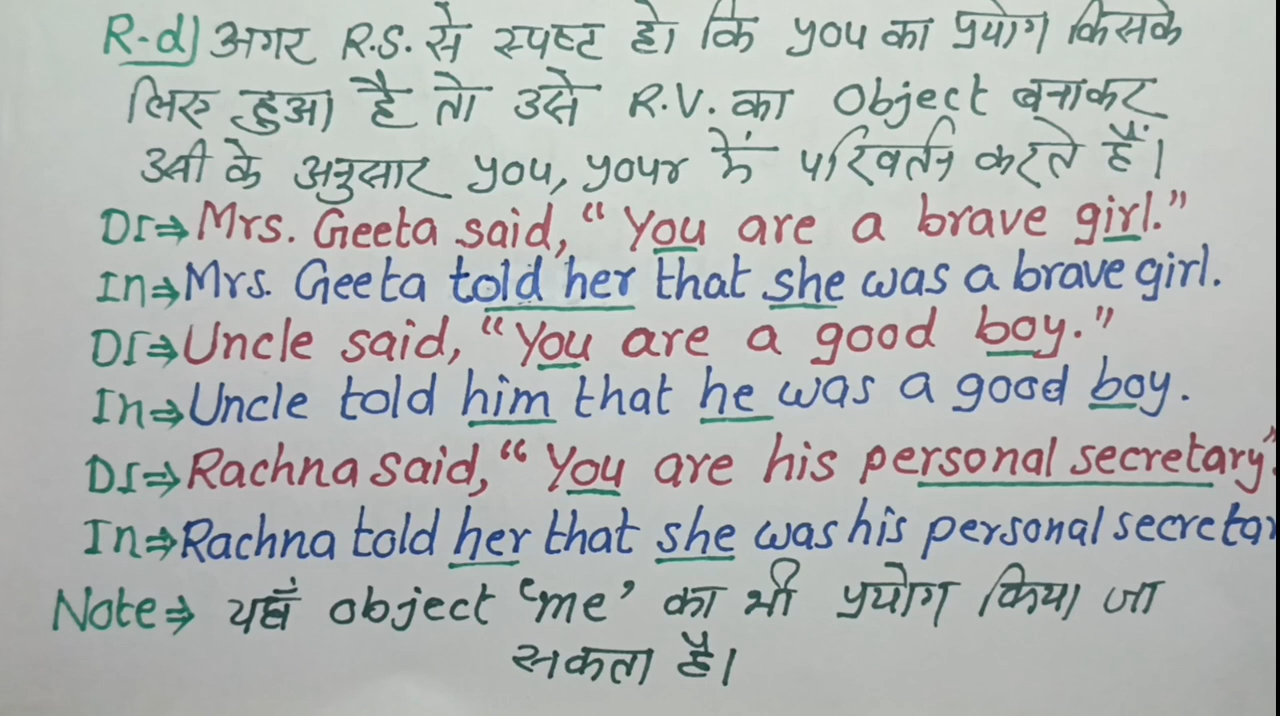 R-d) अगर R.S. से स्पष्ट हो कि you का प्रयोग किसके
लिए हुआ है तो उसे R.V. का Object बनाकर
उसी के अनुसार you, your में परिवर्तन करते हैं।
DI⇒ Mrs. Geeta said, “You are a brave girl.”
In⇒ Mrs. Geeta told her that she was a brave girl.
DI⇒ Uncle said, “You are a good boy.”
In⇒ Uncle told him that he was a good boy.
DI⇒ Rachna said, “You are his personal secretary”.
In⇒ Rachna told her that she was his personal secretar
Note⇒ यहाँ object ‘me’ का भी प्रयोग किया जा
सकता है।